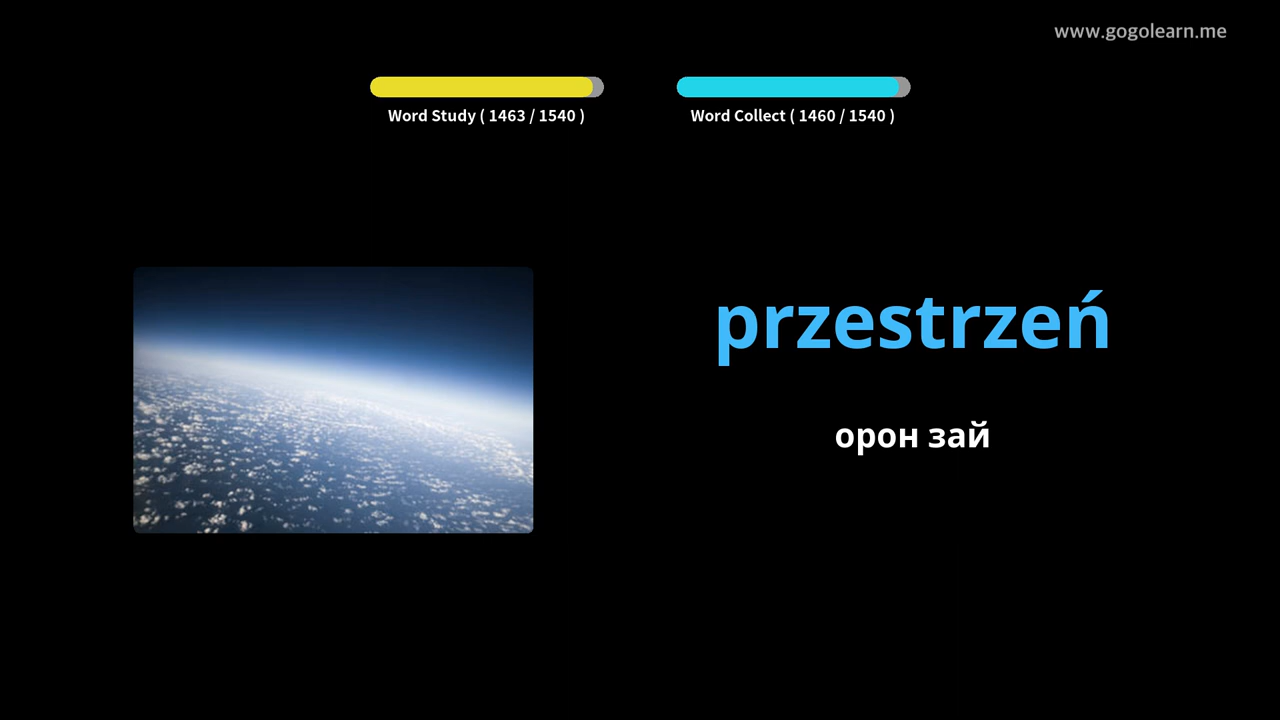 www.gogolearn.me
Word Study ( 1463 / 1540 )
Word Collect ( 1460 / 1540 )
przestrzeń
орон зай